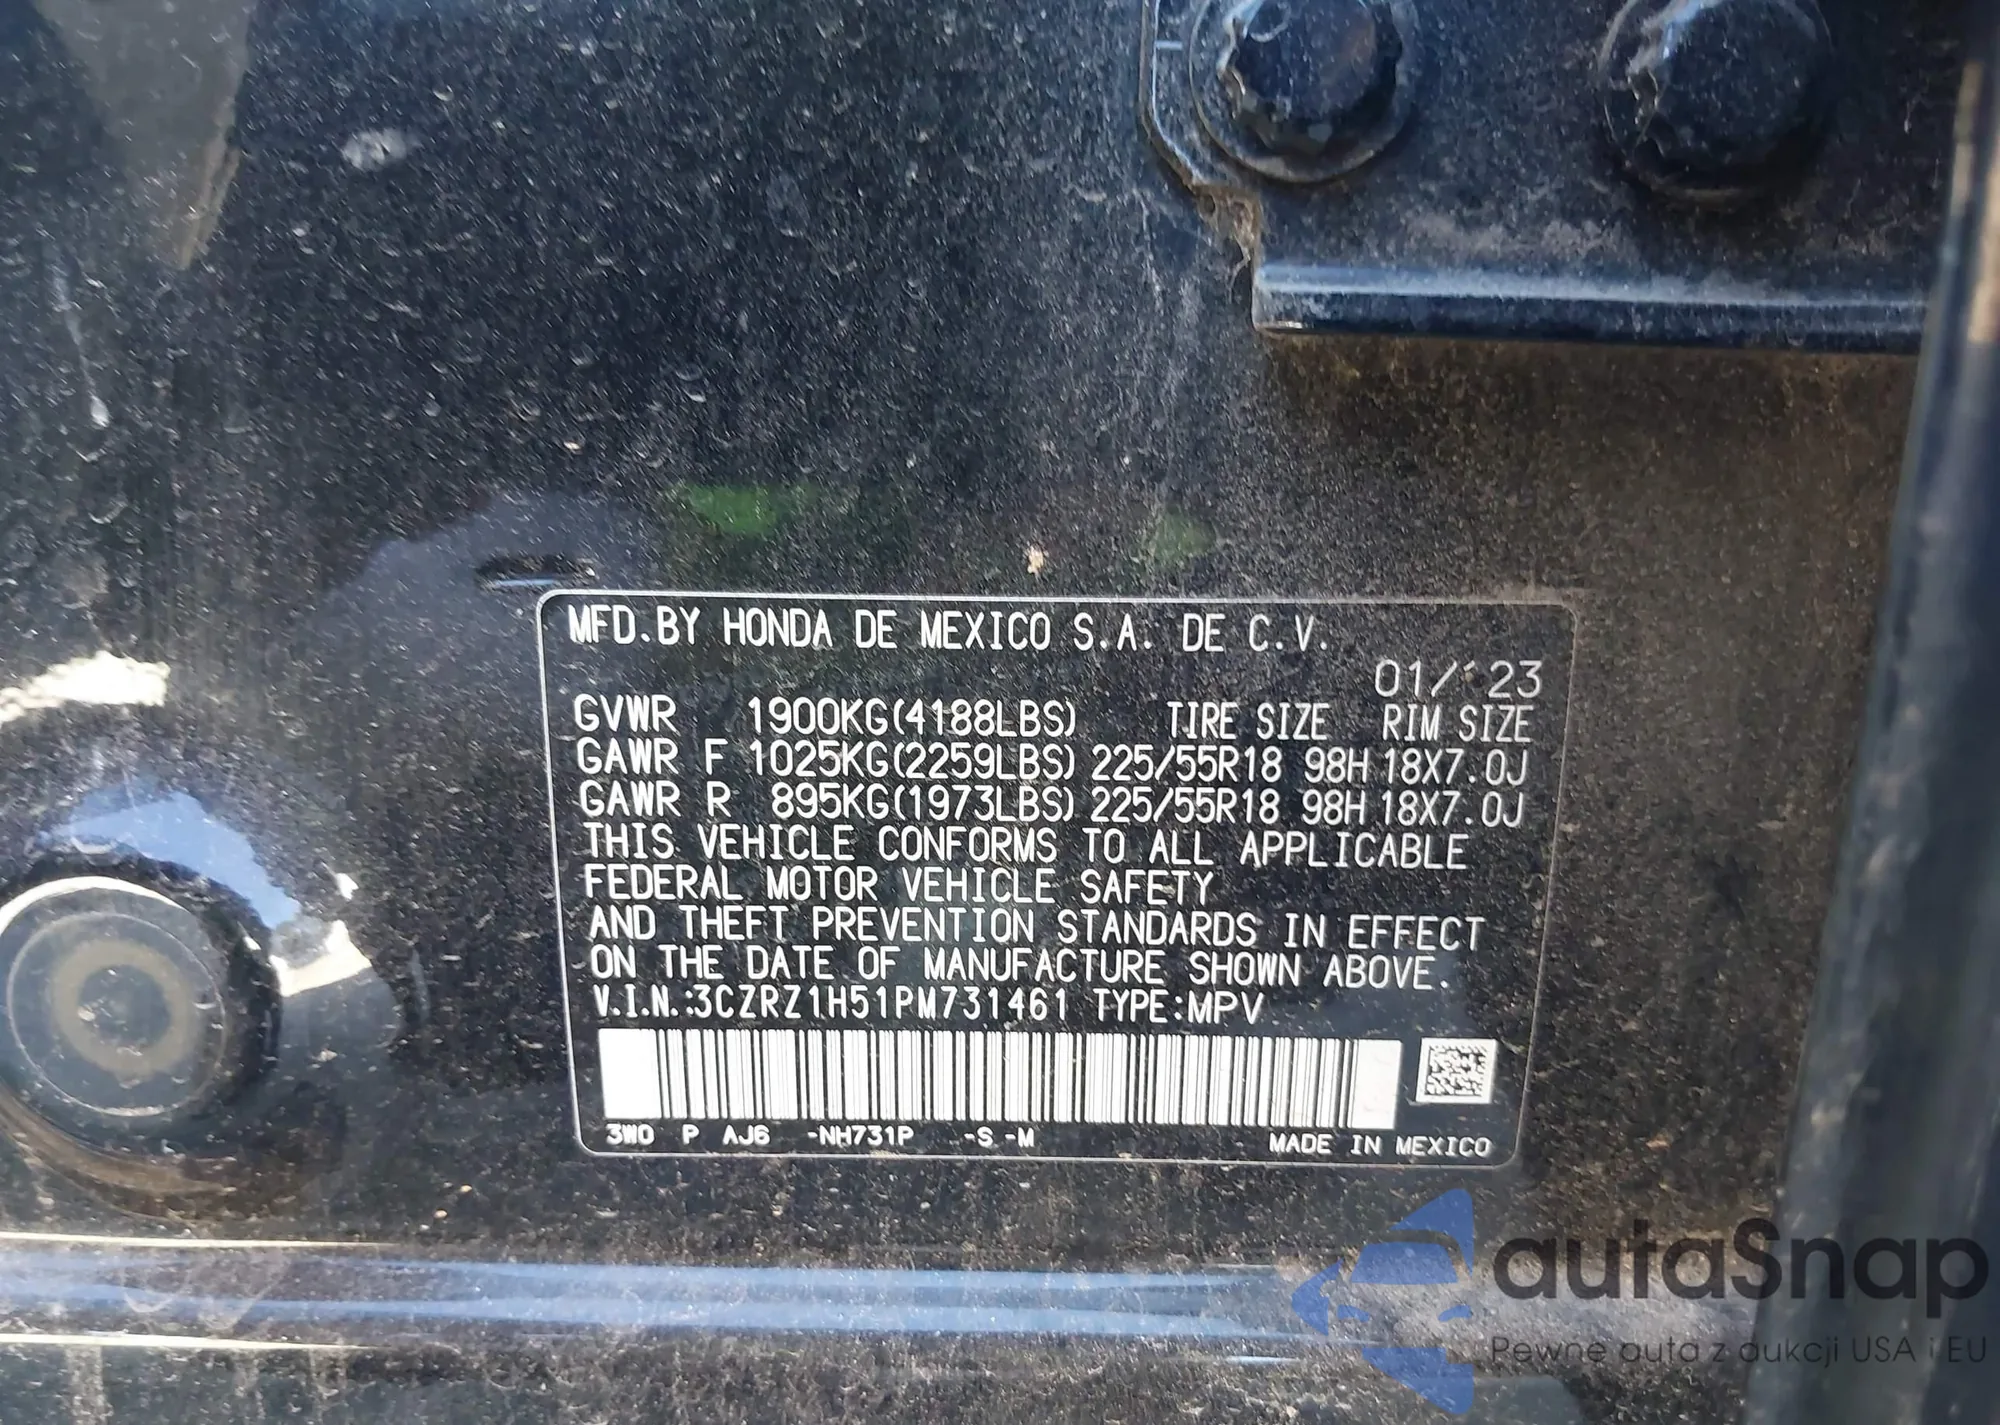 MFD.BY HONDA DE MEXICO S.A. DE C.V.
01/'23
GVWR 1900KG(4188LBS) TIRE SIZE RIM SIZE
GAWR F 1025KG(2259LBS) 225/55R18 98H 18X7.0J
GAWR R 895KG(1973LBS) 225/55R18 98H 18X7.0J
THIS VEHICLE CONFORMS TO ALL APPLICABLE
FEDERAL MOTOR VEHICLE SAFETY
AND THEFT PREVENTION STANDARDS IN EFFECT
ON THE DATE OF MANUFACTURE SHOWN ABOVE.
V.I.N.:3CZRZ1H51PM731461 TYPE:MPV
3W0 P AJ6 -NH731P -S -M MADE IN MEXICO
autaSnap
Pewne auta z aukcji USA i EU